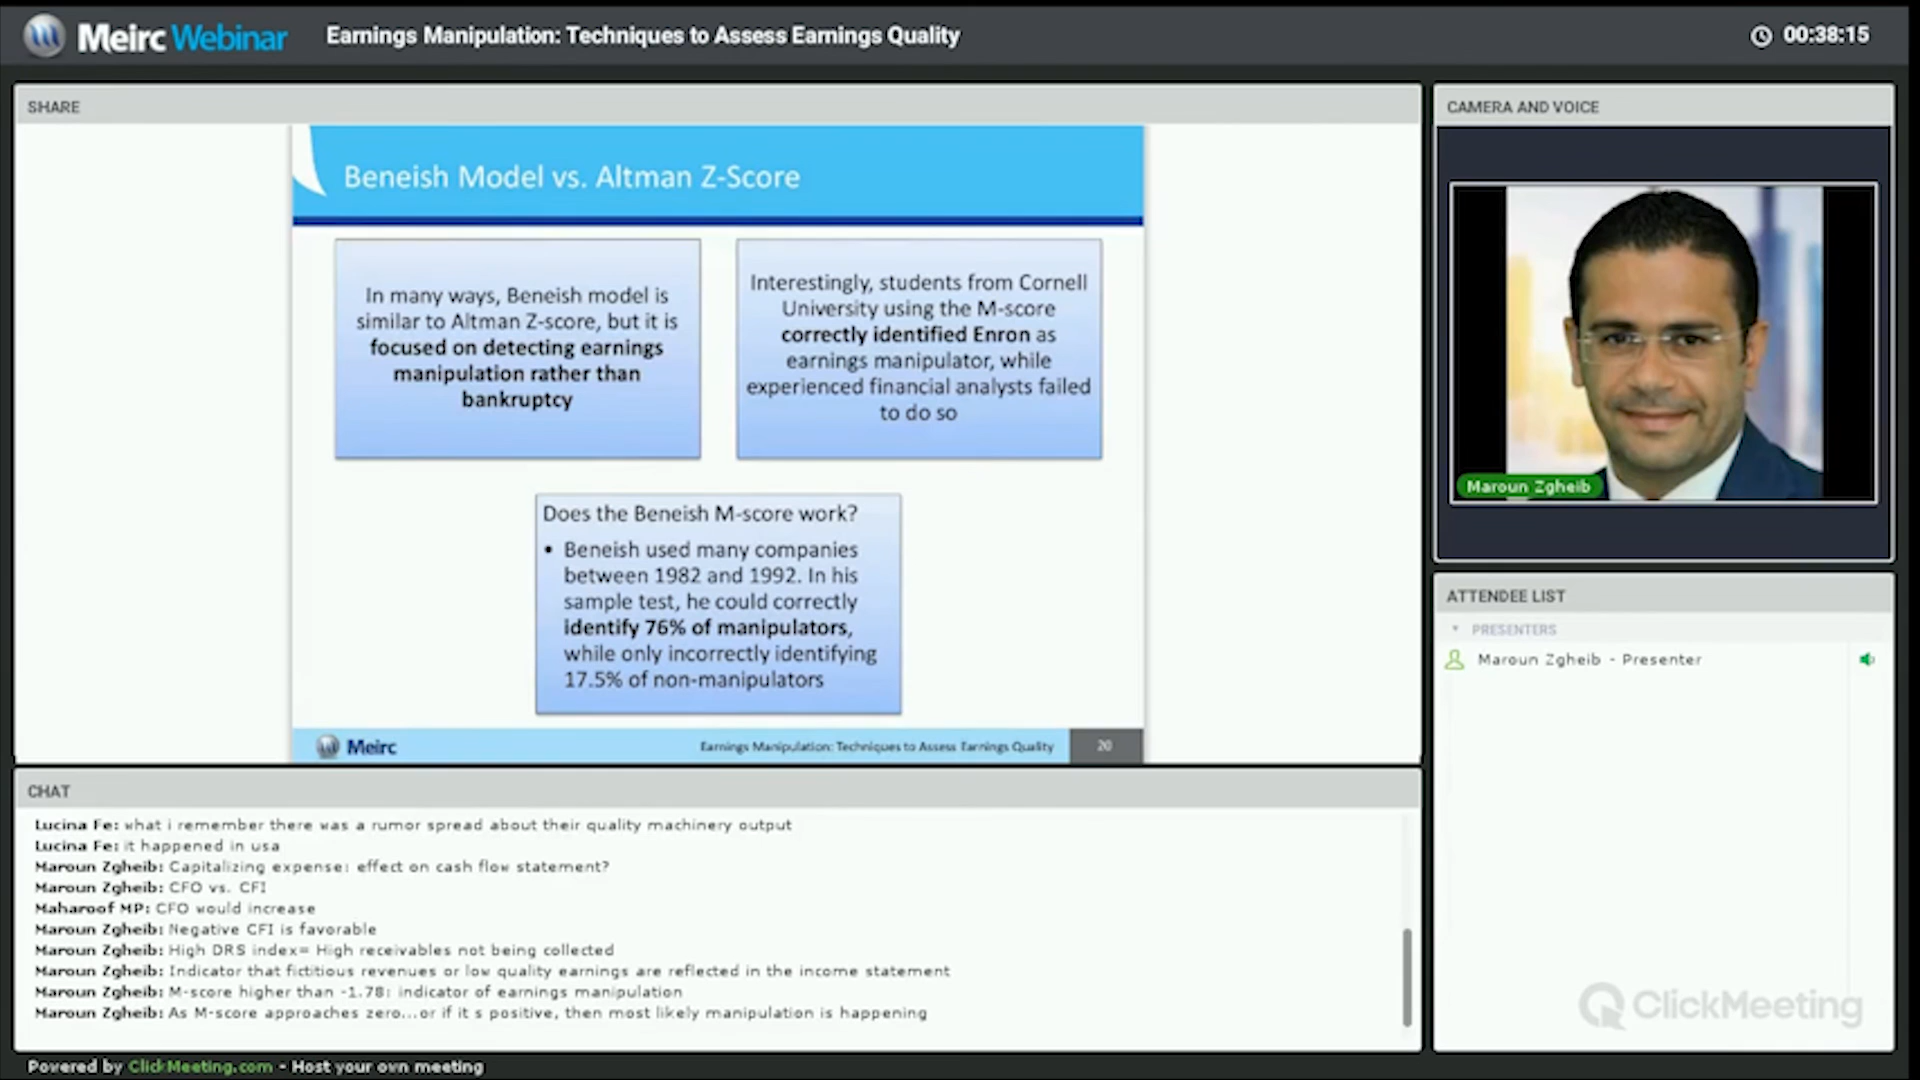 Meirc Webinar
Earnings Manipulation: Techniques to Assess Earnings Quality
00:38:15
SHARE
Beneish Model vs. Altman Z-Score
In many ways, Beneish model is
similar to Altman Z-score, but it is
focused on detecting earnings
manipulation rather than
bankruptcy
Interestingly, students from Cornell
University using the M-score
correctly identified Enron as
earnings manipulator, while
experienced financial analysts failed
to do so
Does the Beneish M-score work?
• Beneish used many companies
between 1982 and 1992. In his
sample test, he could correctly
identify 76% of manipulators,
while only incorrectly identifying
17.5% of non-manipulators
Meirc
Earnings Manipulation: Techniques to Assess Earnings Quality
20
CAMERA AND VOICE
Maroun Zgheib
ATTENDEE LIST
PRESENTERS
Maroun Zgheib - Presenter
CHAT
Lucina Fe: what i remember there was a rumor spread about their quality machinery output
Lucina Fe: it happened in usa
Maroun Zgheib: Capitalizing expense: effect on cash flow statement?
Maroun Zgheib: CFO vs. CFI
Maharoof MP: CFO would increase
Maroun Zgheib: Negative CFI is favorable
Maroun Zgheib: High DRS index= High receivables not being collected
Maroun Zgheib: Indicator that fictitious revenues or low quality earnings are reflected in the income statement
Maroun Zgheib: M-score higher than -1.78: indicator of earnings manipulation
Maroun Zgheib: As M-score approaches zero...or if it s positive, then most likely manipulation is happening
ClickMeeting
Powered by ClickMeeting.com - Host your own meeting